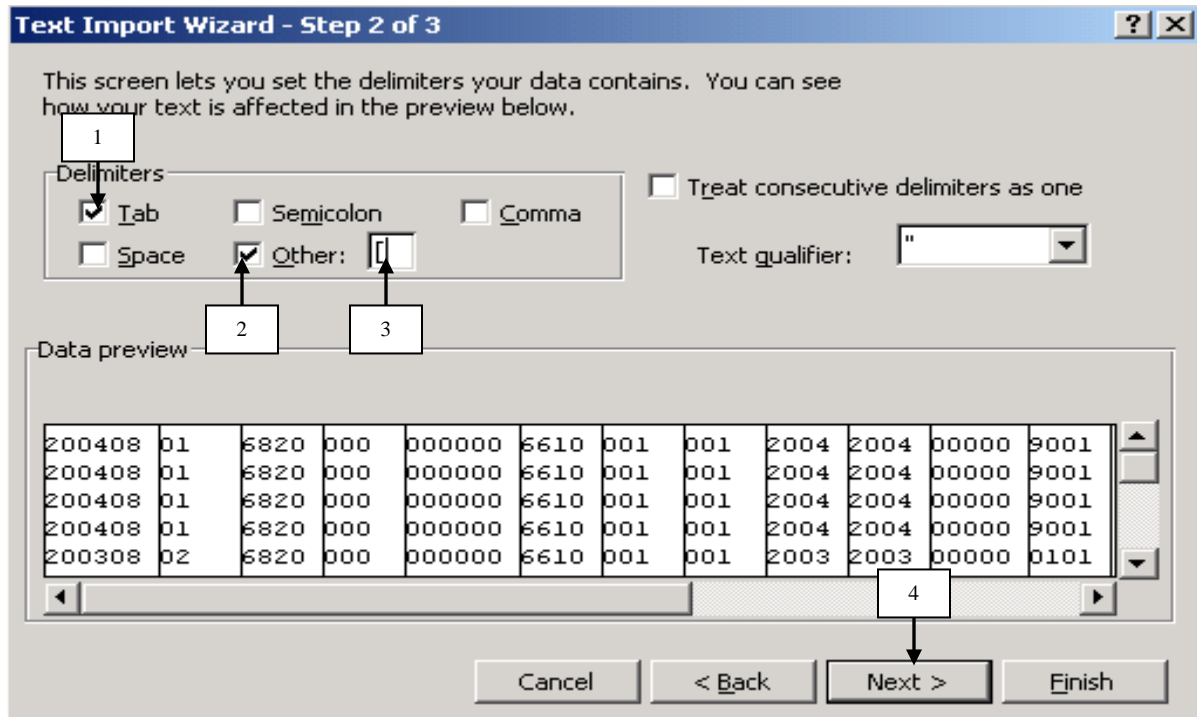 Text Import Wizard - Step 2 of 3
This screen lets you set the delimiters your data contains. You can see
how your text is affected in the preview below.
1
Delimiters
Tab
Semicolon
Comma
Space
Other: [
2
3
Treat consecutive delimiters as one
Text qualifier: "
Data preview
200408 01 6820 000 000000 6610 001 001 2004 2004 00000 9001
200408 01 6820 000 000000 6610 001 001 2004 2004 00000 9001
200408 01 6820 000 000000 6610 001 001 2004 2004 00000 9001
200408 01 6820 000 000000 6610 001 001 2004 2004 00000 9001
200308 02 6820 000 000000 6610 001 001 2003 2003 00000 0101
4
Cancel
< Back
Next >
Finish